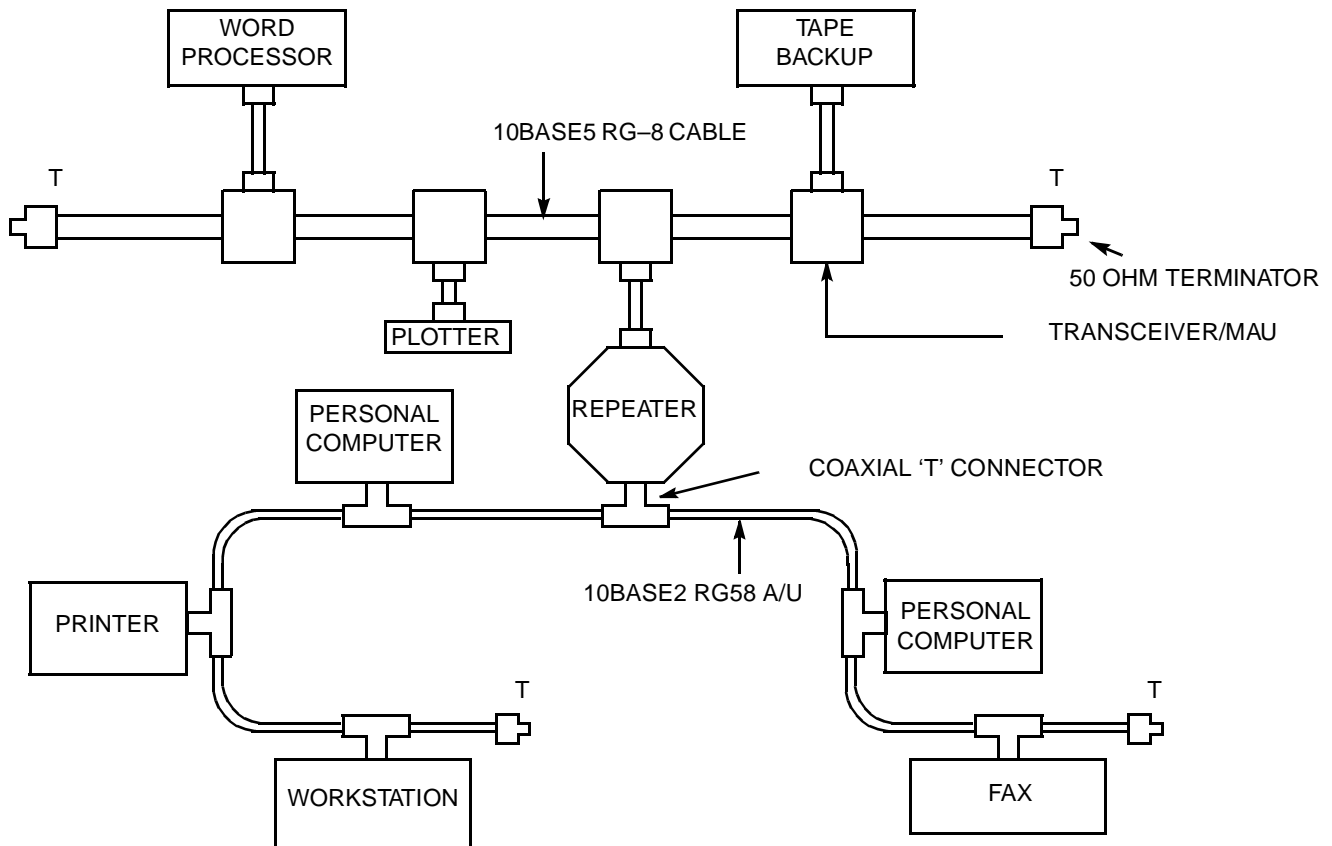 WORD
PROCESSOR
TAPE
BACKUP
10BASE5 RG–8 CABLE
T
T
50 OHM TERMINATOR
PLOTTER
TRANSCEIVER/MAU
PERSONAL
COMPUTER
REPEATER
COAXIAL ‘T’ CONNECTOR
10BASE2 RG58 A/U
PRINTER
PERSONAL
COMPUTER
T
T
WORKSTATION
FAX